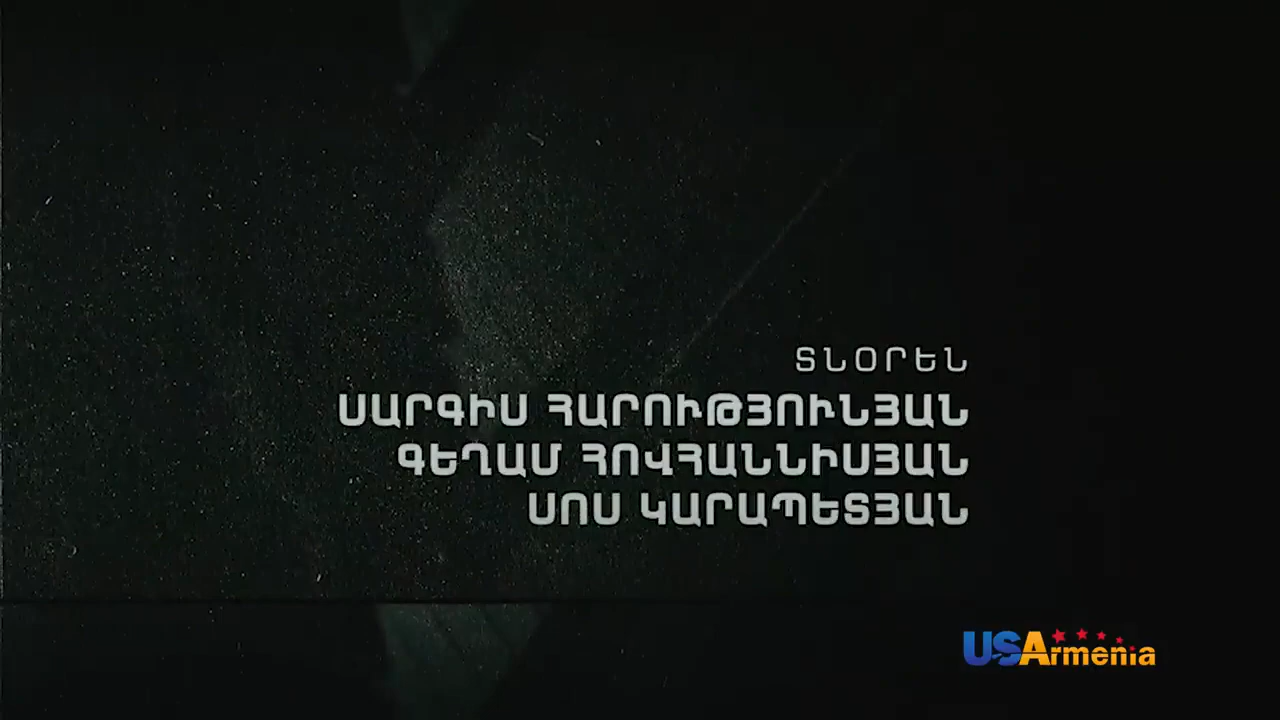 ՏՆՕՐԵՆ
ՍԱՐԳԻՍ ՀԱՐՈՒԹՅՈՒՆՅԱՆ
ԳԵՂԱՄ ՀՈՎՀԱՆՆԻՍՅԱՆ
ՍՈՍ ԿԱՐԱՊԵՏՅԱՆ
USArmenia